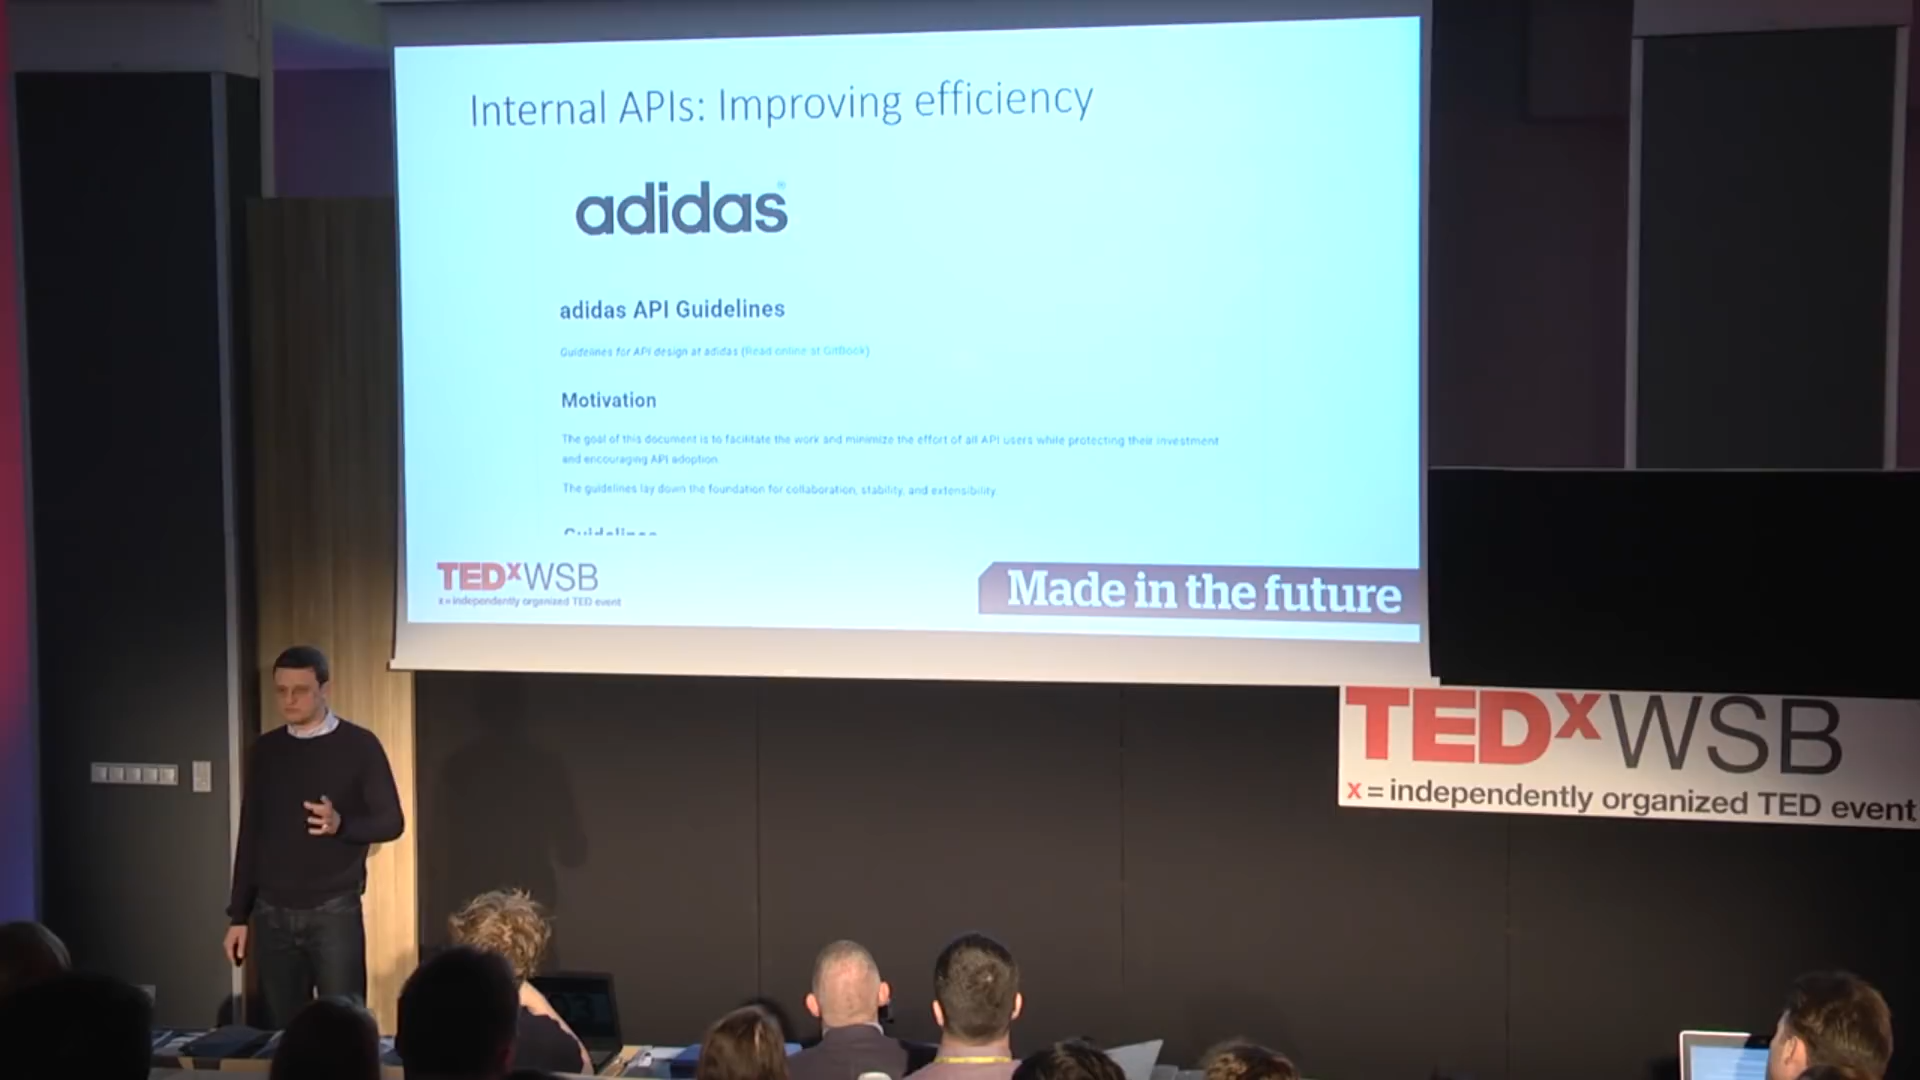 Internal APIs: Improving efficiency
adidas
adidas API Guidelines
Guidelines for API design at adidas (Read online at GitBook)
Motivation
The goal of this document is to facilitate the work and minimize the effort of all API users while protecting their investment
and encouraging API adoption.
The guidelines lay down the foundation for collaboration, stability, and extensibility.
Guidelines
TEDxWSB
x = independently organized TED event
Made in the future
TEDxWSB
x = independently organized TED event